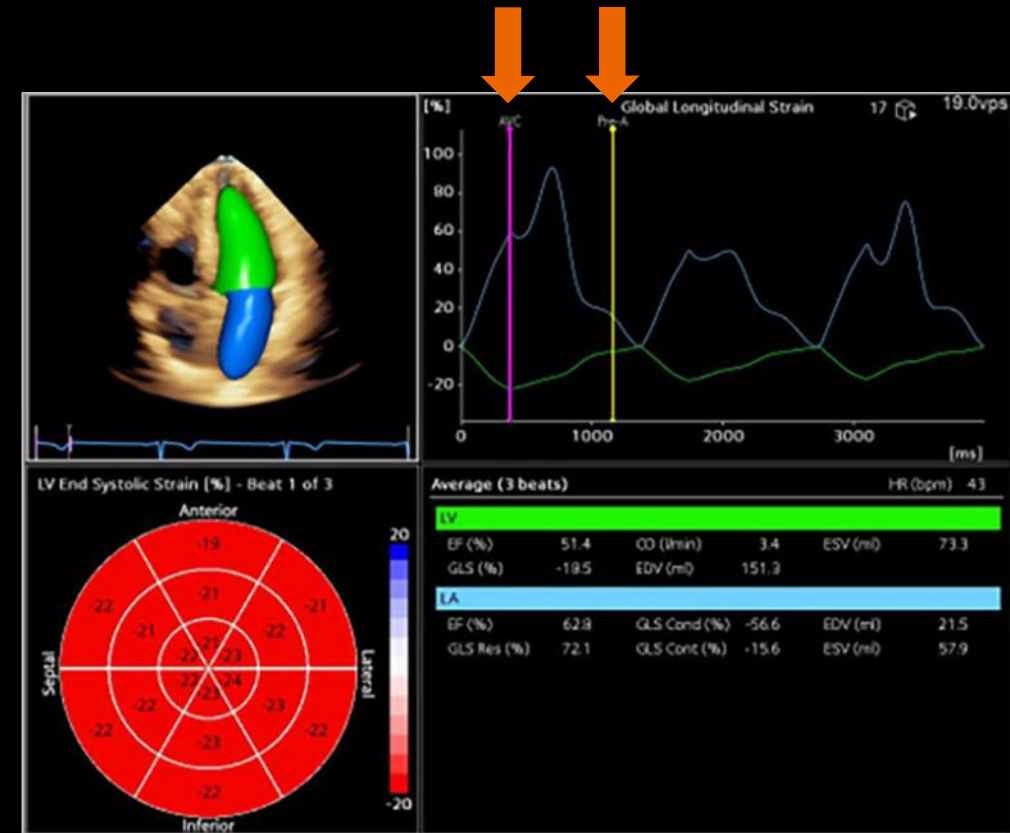 [%] Global Longitudinal Strain 17 19.0vps
AVC Pre-A
100
80
60
40
20
0
-20
0 1000 2000 3000
[ms]
LV End Systolic Strain [%] - Beat 1 of 3
Anterior
20
-19
-22 -21 -21
-21 -22
-21
-22 -23
Septal Lateral
-22 -24
-23
-22 -23
-22 -23 -22
-22
-20
Inferior
Average (3 beats) HR (bpm) 43
LV
EF (%) 51.4 CO (l/min) 3.4 ESV (ml) 73.3
GLS (%) -19.5 EDV (ml) 151.3
LA
EF (%) 62.8 GLS Cond (%) -56.6 EDV (ml) 21.5
GLS Res (%) 72.1 GLS Cont (%) -15.6 ESV (ml) 57.9